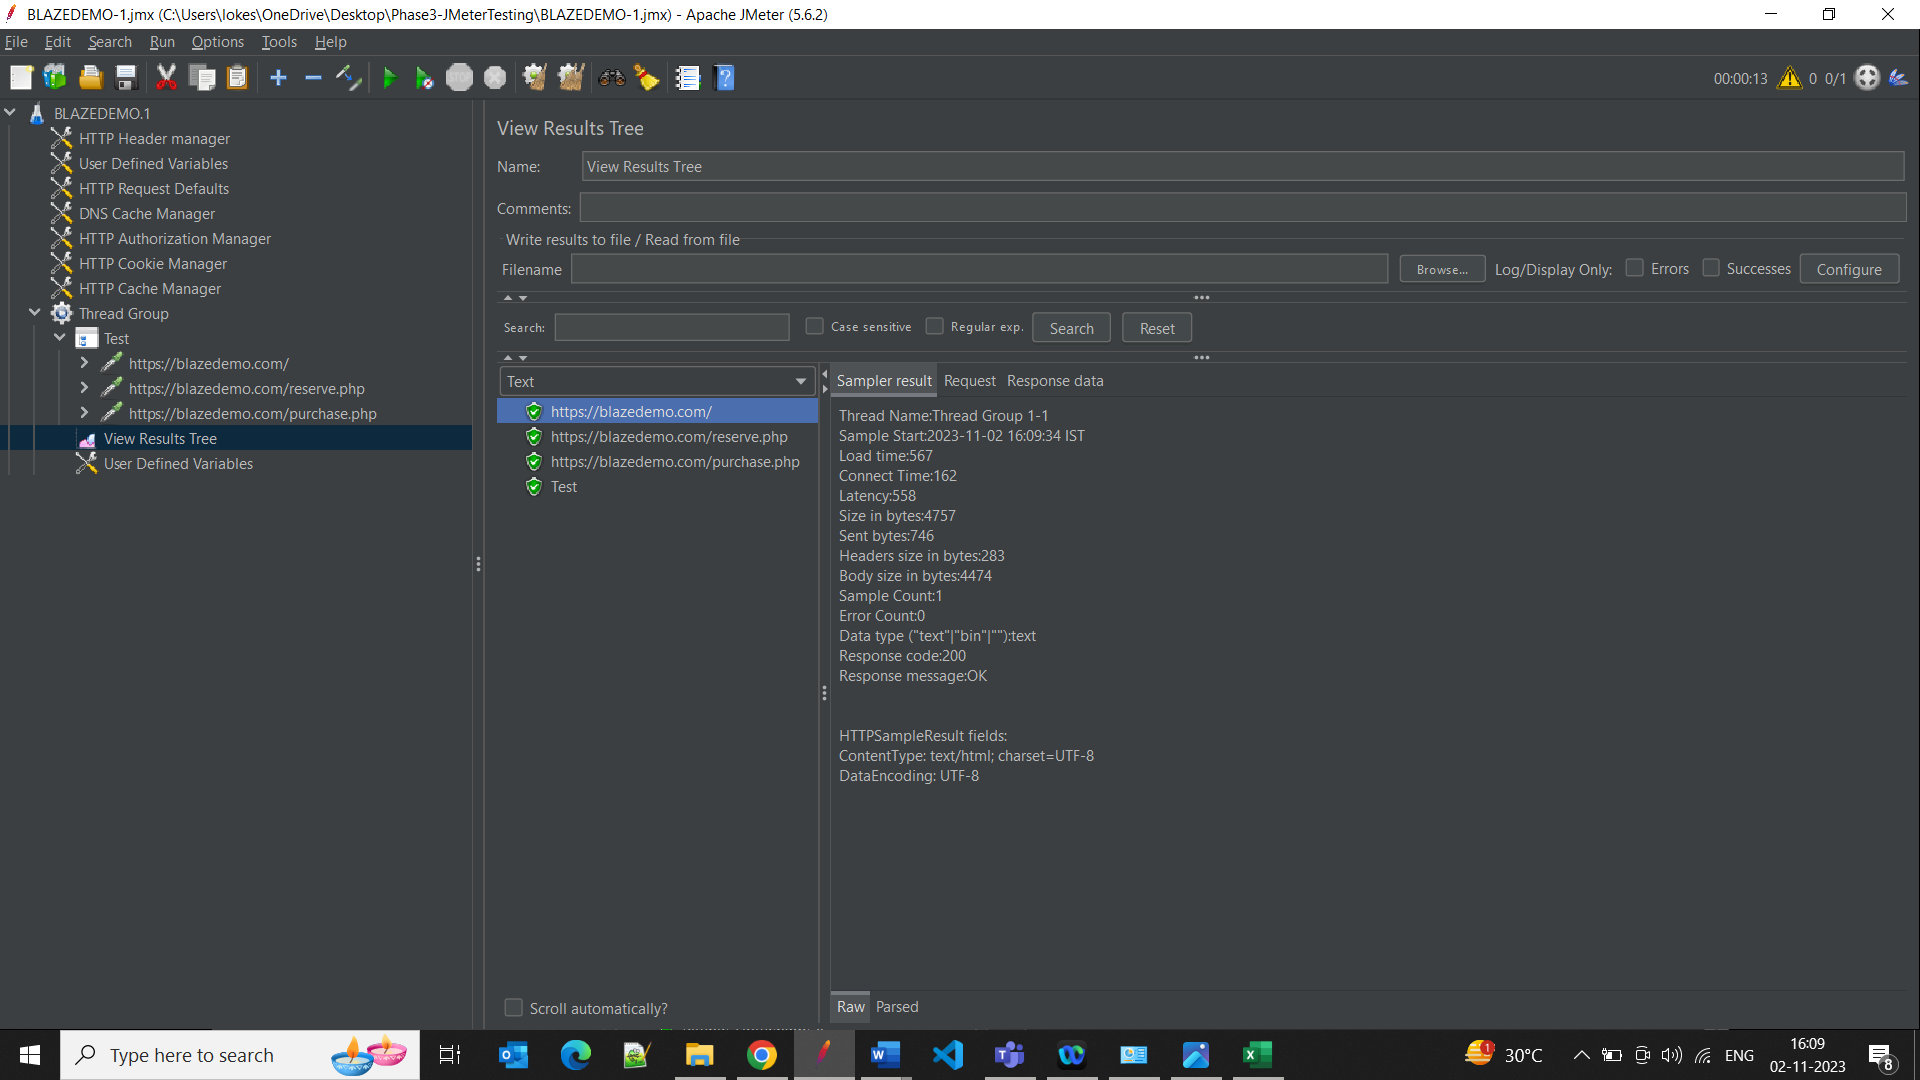 BLAZEDEMO-1.jmx (C:\Users\lokes\OneDrive\Desktop\Phase3-JMeterTesting\BLAZEDEMO-1.jmx) - Apache JMeter (5.6.2)
File Edit Search Run Options Tools Help
STOP
00:00:13 0 0/1
BLAZEDEMO.1
HTTP Header manager
User Defined Variables
HTTP Request Defaults
DNS Cache Manager
HTTP Authorization Manager
HTTP Cookie Manager
HTTP Cache Manager
Thread Group
Test
https://blazedemo.com/
https://blazedemo.com/reserve.php
https://blazedemo.com/purchase.php
View Results Tree
User Defined Variables
View Results Tree
Name: View Results Tree
Comments:
Write results to file / Read from file
Filename Browse... Log/Display Only: Errors Successes Configure
Search: Case sensitive Regular exp. Search Reset
Text
https://blazedemo.com/
https://blazedemo.com/reserve.php
https://blazedemo.com/purchase.php
Test
Scroll automatically?
Sampler result Request Response data
Thread Name:Thread Group 1-1
Sample Start:2023-11-02 16:09:34 IST
Load time:567
Connect Time:162
Latency:558
Size in bytes:4757
Sent bytes:746
Headers size in bytes:283
Body size in bytes:4474
Sample Count:1
Error Count:0
Data type ("text"|"bin"|""):text
Response code:200
Response message:OK
HTTPSampleResult fields:
ContentType: text/html; charset=UTF-8
DataEncoding: UTF-8
Raw Parsed
Type here to search
1 30°C ENG
16:09
02-11-2023
8